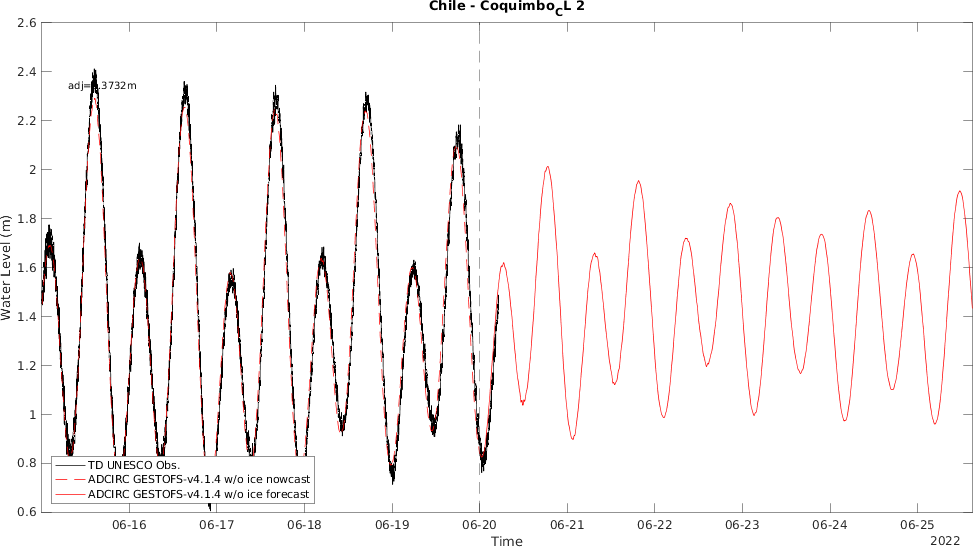 Chile - CoquimboCL 2
2.6
2.4
2.2
2
1.8
1.6
1.4
1.2
1
0.8
0.6
Water Level (m)
.3732m
TD UNESCO Obs.
ADCIRC GESTOFS-v4.1.4 w/o ice nowcast
ADCIRC GESTOFS-v4.1.4 w/o ice forecast
06-16 06-17 06-18 06-19 06-20 06-21 06-22 06-23 06-24 06-25
Time
2022